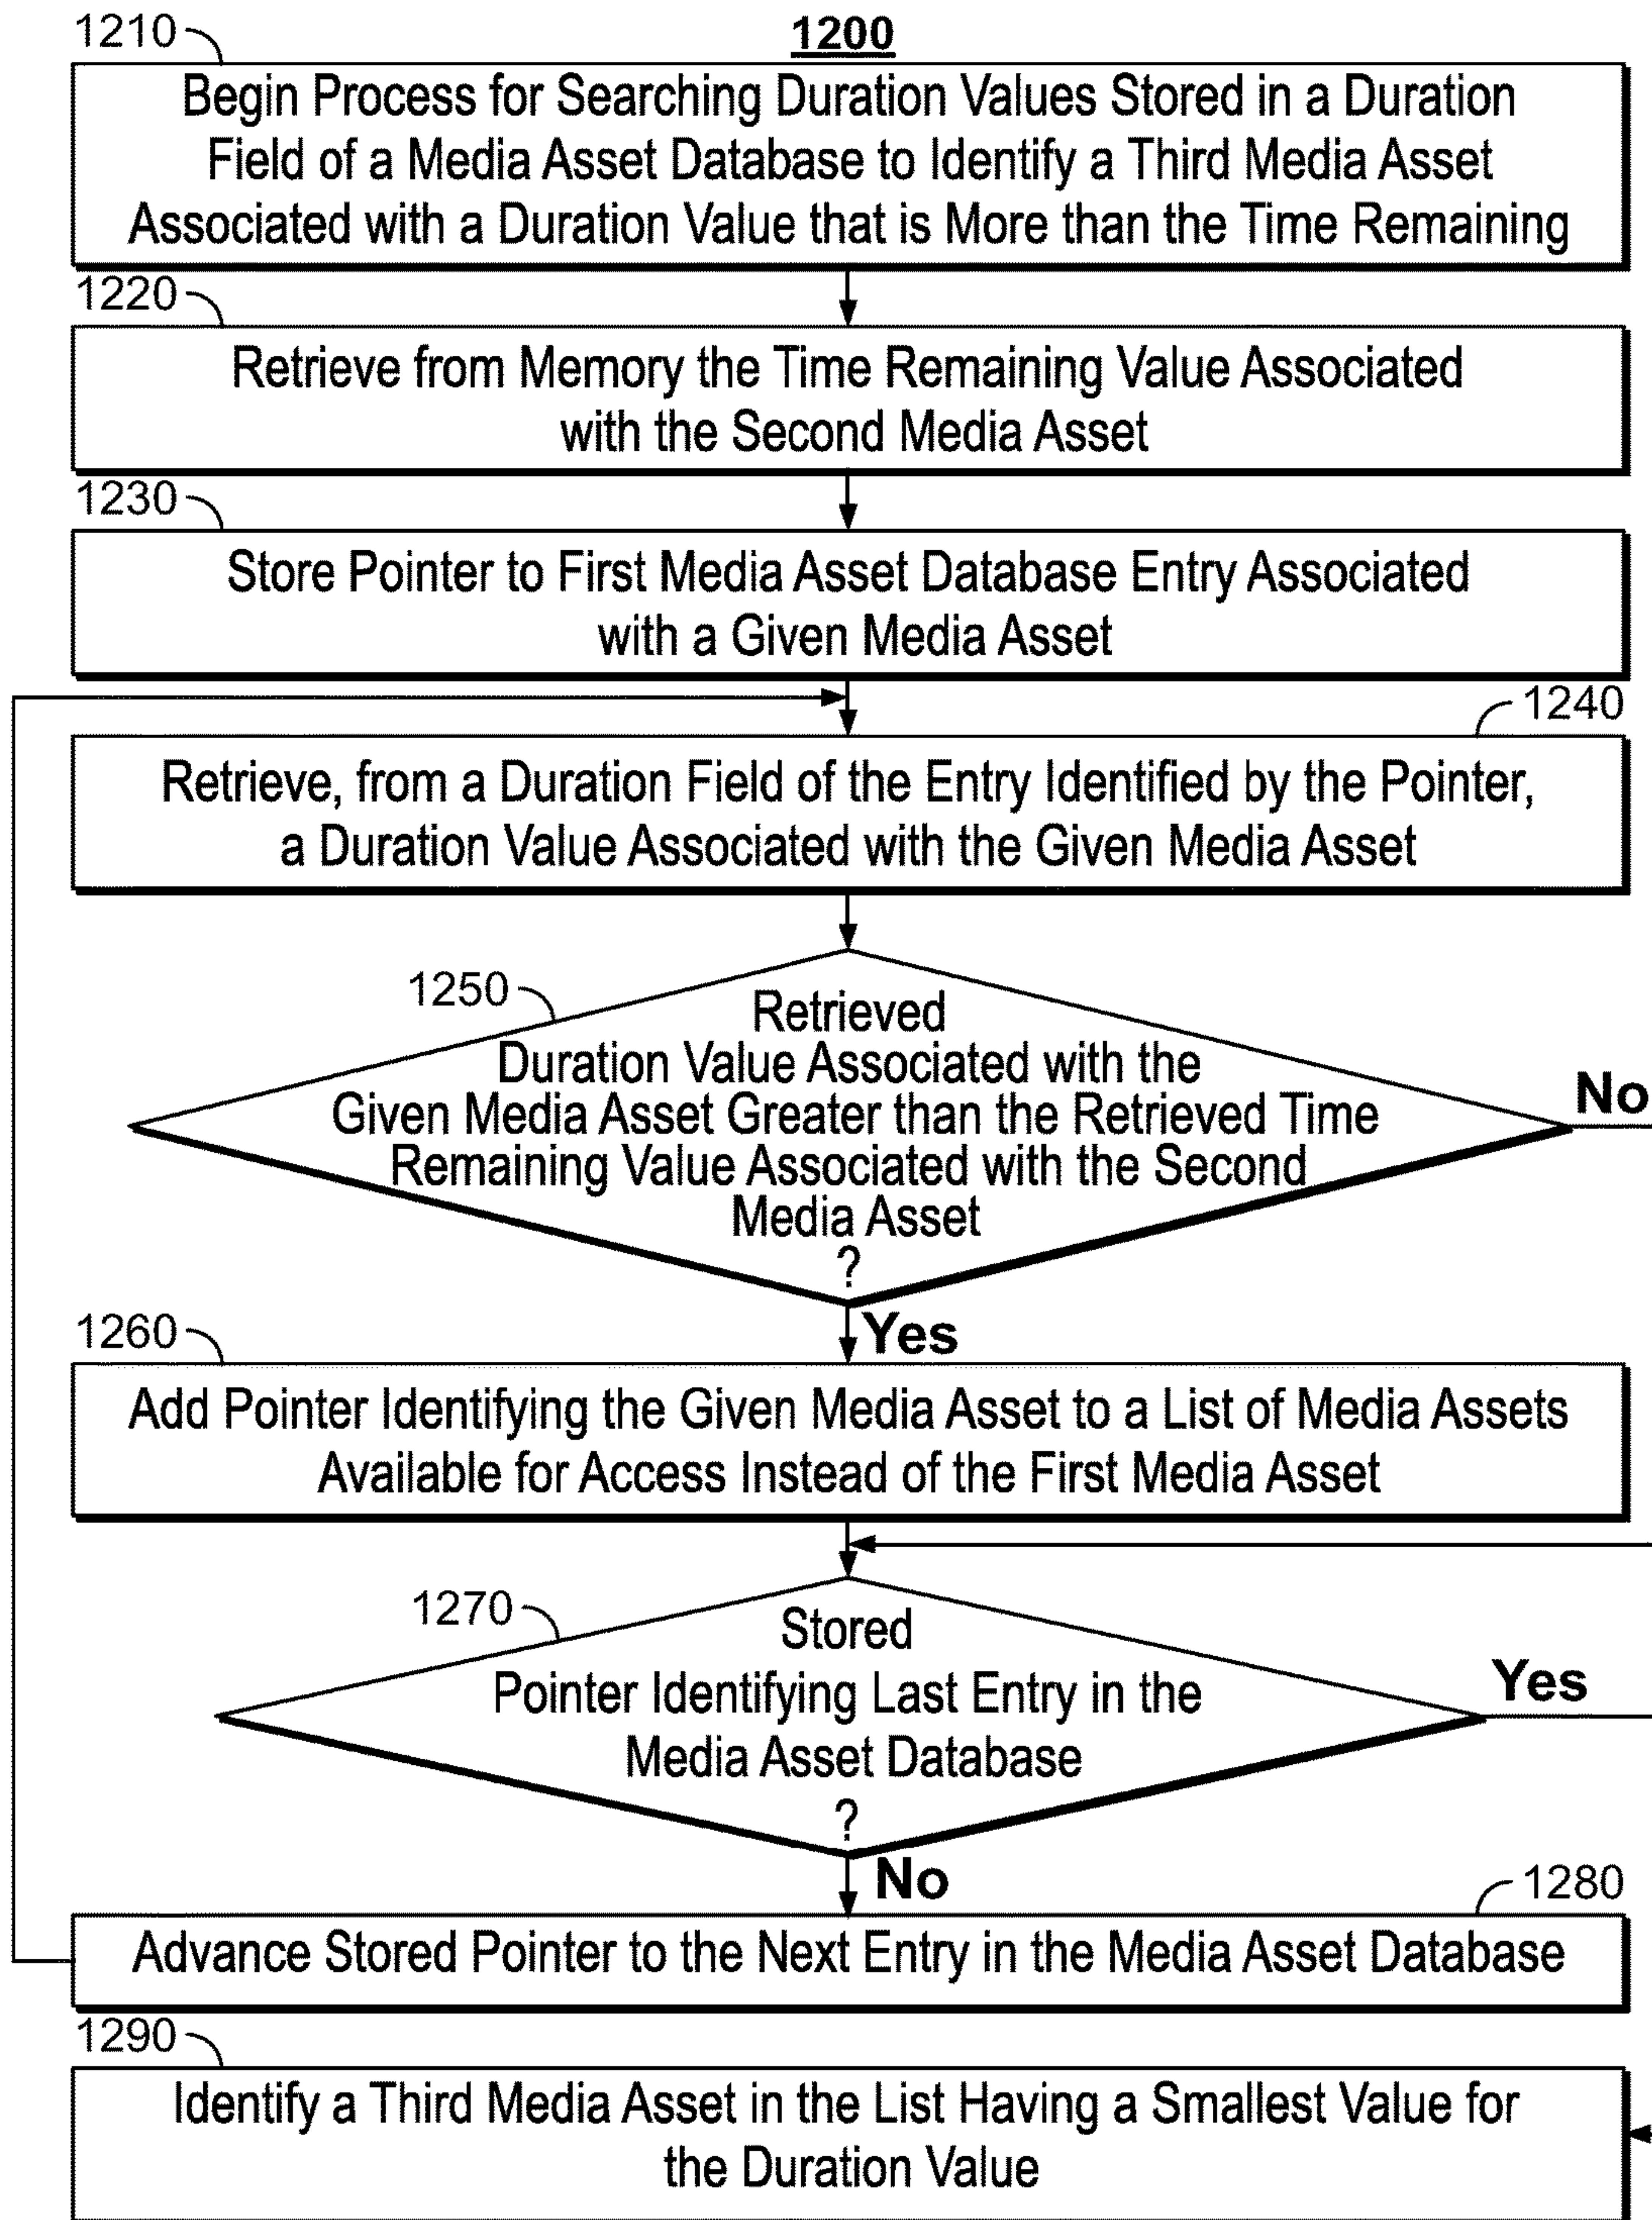 1200
1210
Begin Process for Searching Duration Values Stored in a Duration
Field of a Media Asset Database to Identify a Third Media Asset
Associated with a Duration Value that is More than the Time Remaining
1220
Retrieve from Memory the Time Remaining Value Associated
with the Second Media Asset
1230
Store Pointer to First Media Asset Database Entry Associated
with a Given Media Asset
1240
Retrieve, from a Duration Field of the Entry Identified by the Pointer,
a Duration Value Associated with the Given Media Asset
1250
Retrieved
Duration Value Associated with the
Given Media Asset Greater than the Retrieved Time
Remaining Value Associated with the Second
Media Asset
?
No
Yes
1260
Add Pointer Identifying the Given Media Asset to a List of Media Assets
Available for Access Instead of the First Media Asset
1270
Stored
Pointer Identifying Last Entry in the
Media Asset Database
?
Yes
No
1280
Advance Stored Pointer to the Next Entry in the Media Asset Database
1290
Identify a Third Media Asset in the List Having a Smallest Value for
the Duration Value